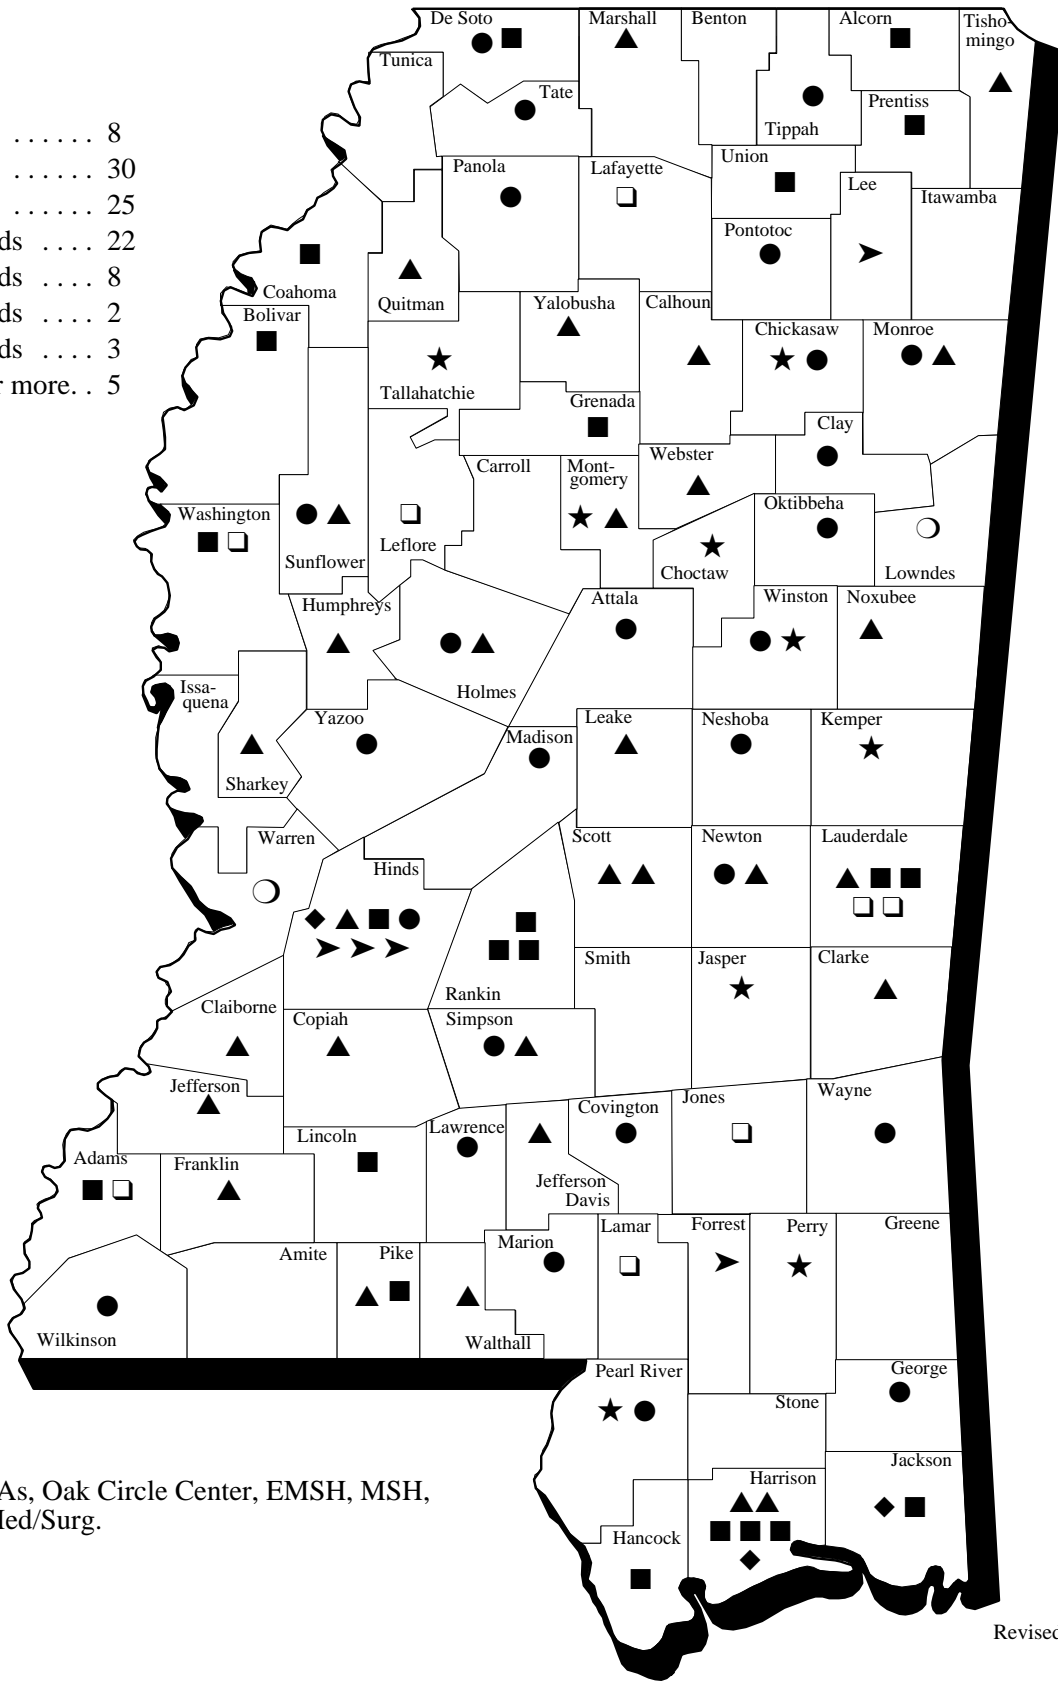 De Soto
Marshall
Benton
Alcorn
Tisho-
mingo
Tunica
Tate
Tippah
Prentiss
...... 8
...... 30
...... 25
ds .... 22
ds .... 8
ds .... 2
ds .... 3
r more. . 5
Panola
Lafayette
Union
Lee
Itawamba
Pontotoc
Coahoma
Quitman
Yalobusha
Calhoun
Bolivar
Chickasaw
Monroe
Tallahatchie
Grenada
Clay
Carroll
Mont-
gomery
Webster
Washington
Sunflower
Leflore
Oktibbeha
Choctaw
Lowndes
Humphreys
Attala
Winston
Noxubee
Holmes
Issa-
quena
Yazoo
Madison
Leake
Neshoba
Kemper
Sharkey
Warren
Hinds
Scott
Newton
Lauderdale
Rankin
Smith
Jasper
Clarke
Claiborne
Copiah
Simpson
Jefferson
Lincoln
Lawrence
Covington
Jones
Wayne
Adams
Franklin
Jefferson
Davis
Amite
Pike
Marion
Lamar
Forrest
Perry
Greene
Wilkinson
Walthall
Pearl River
George
Stone
Jackson
As, Oak Circle Center, EMSH, MSH,
Med/Surg.
Harrison
Hancock
Revised